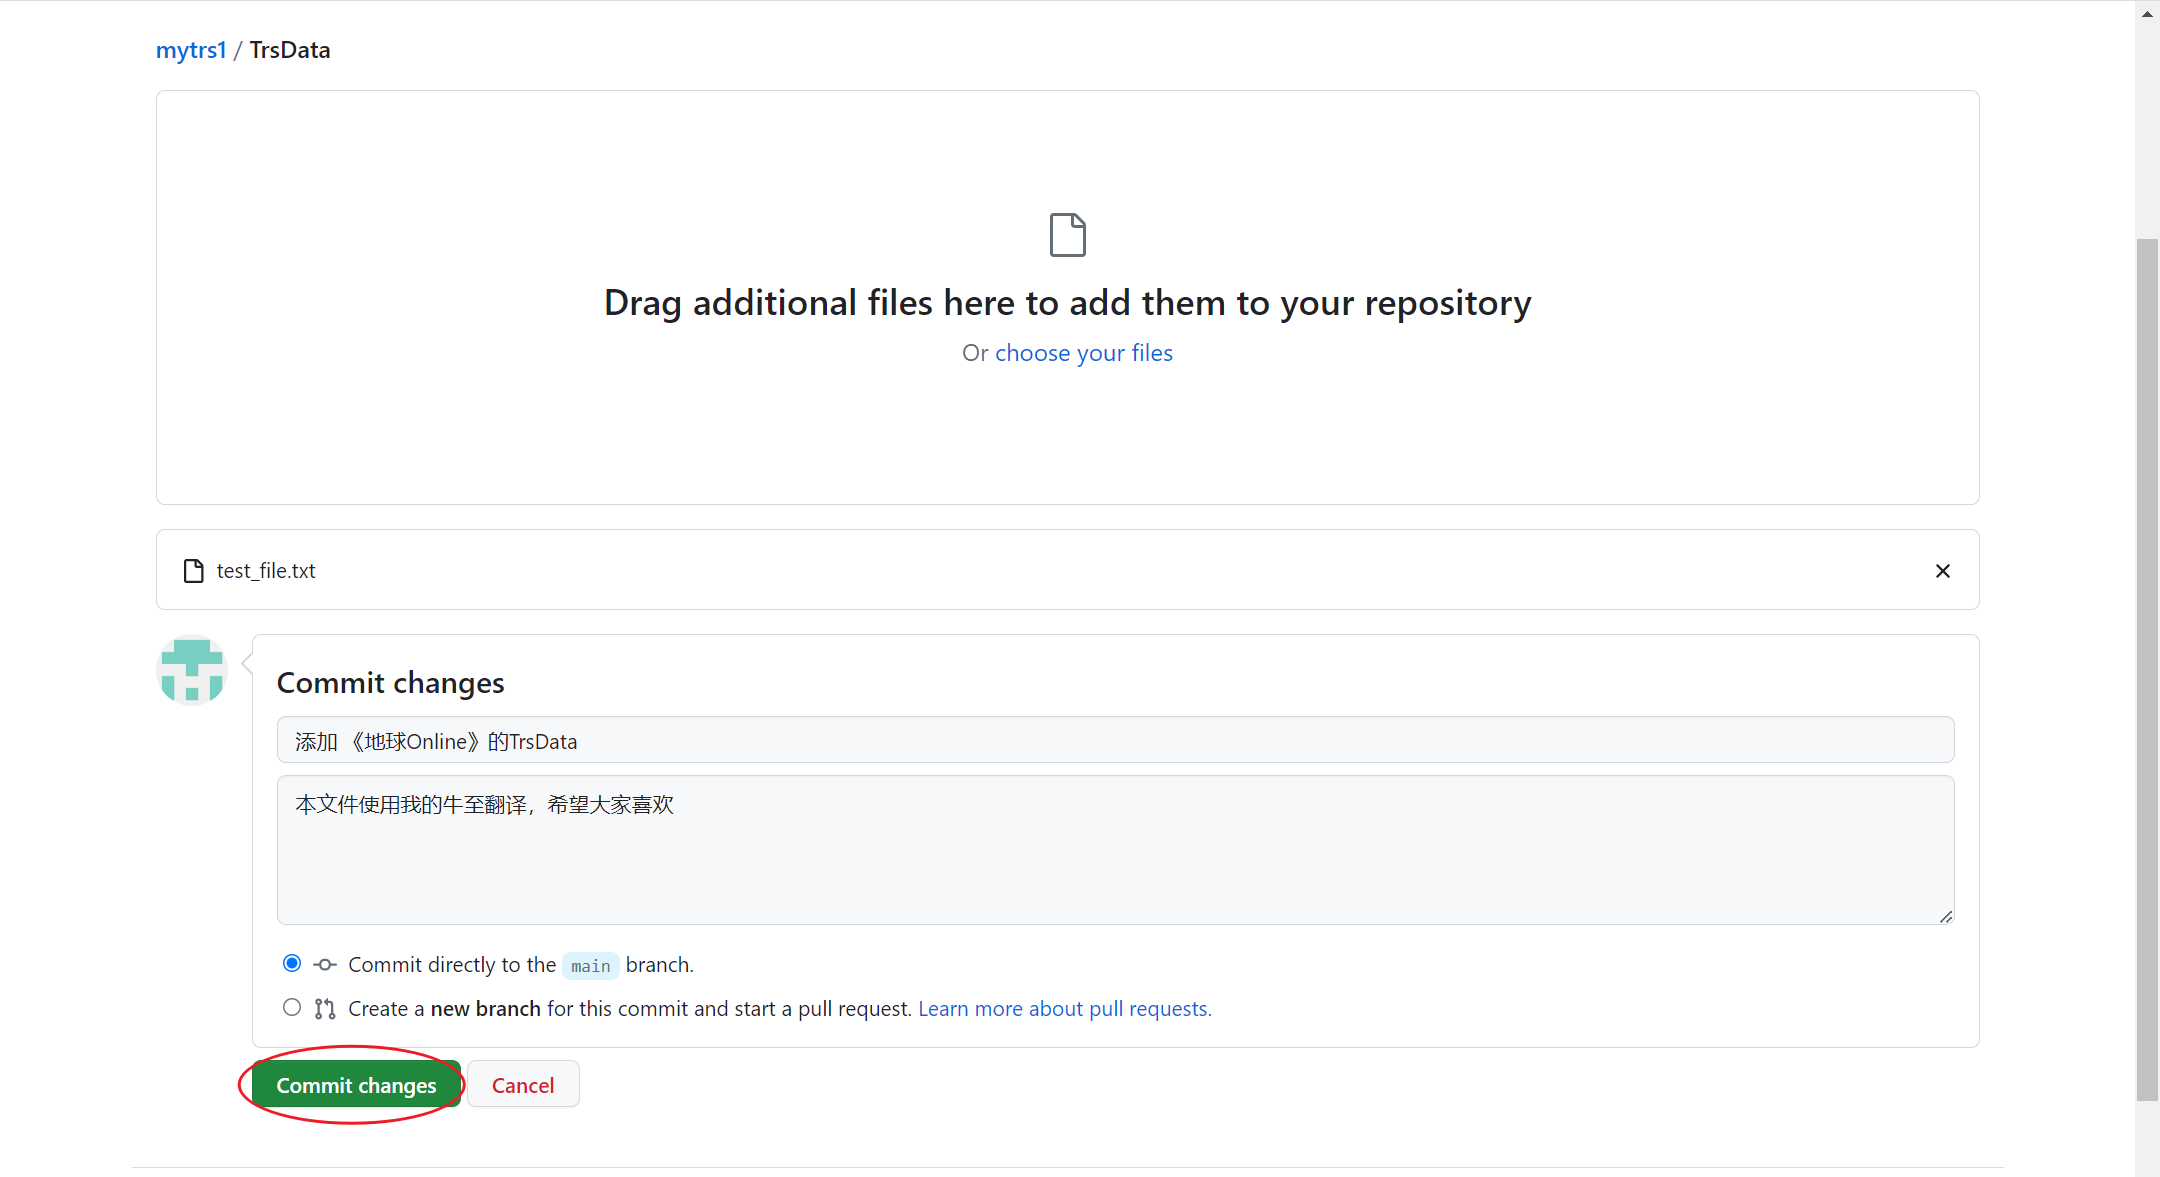 mytrs1 / TrsData
Drag additional files here to add them to your repository
Or choose your files
test_file.txt
Commit changes
添加 《地球Online》的TrsData
本文件使用我的牛至翻译，希望大家喜欢
Commit directly to the main branch.
Create a new branch for this commit and start a pull request. Learn more about pull requests.
Commit changes Cancel